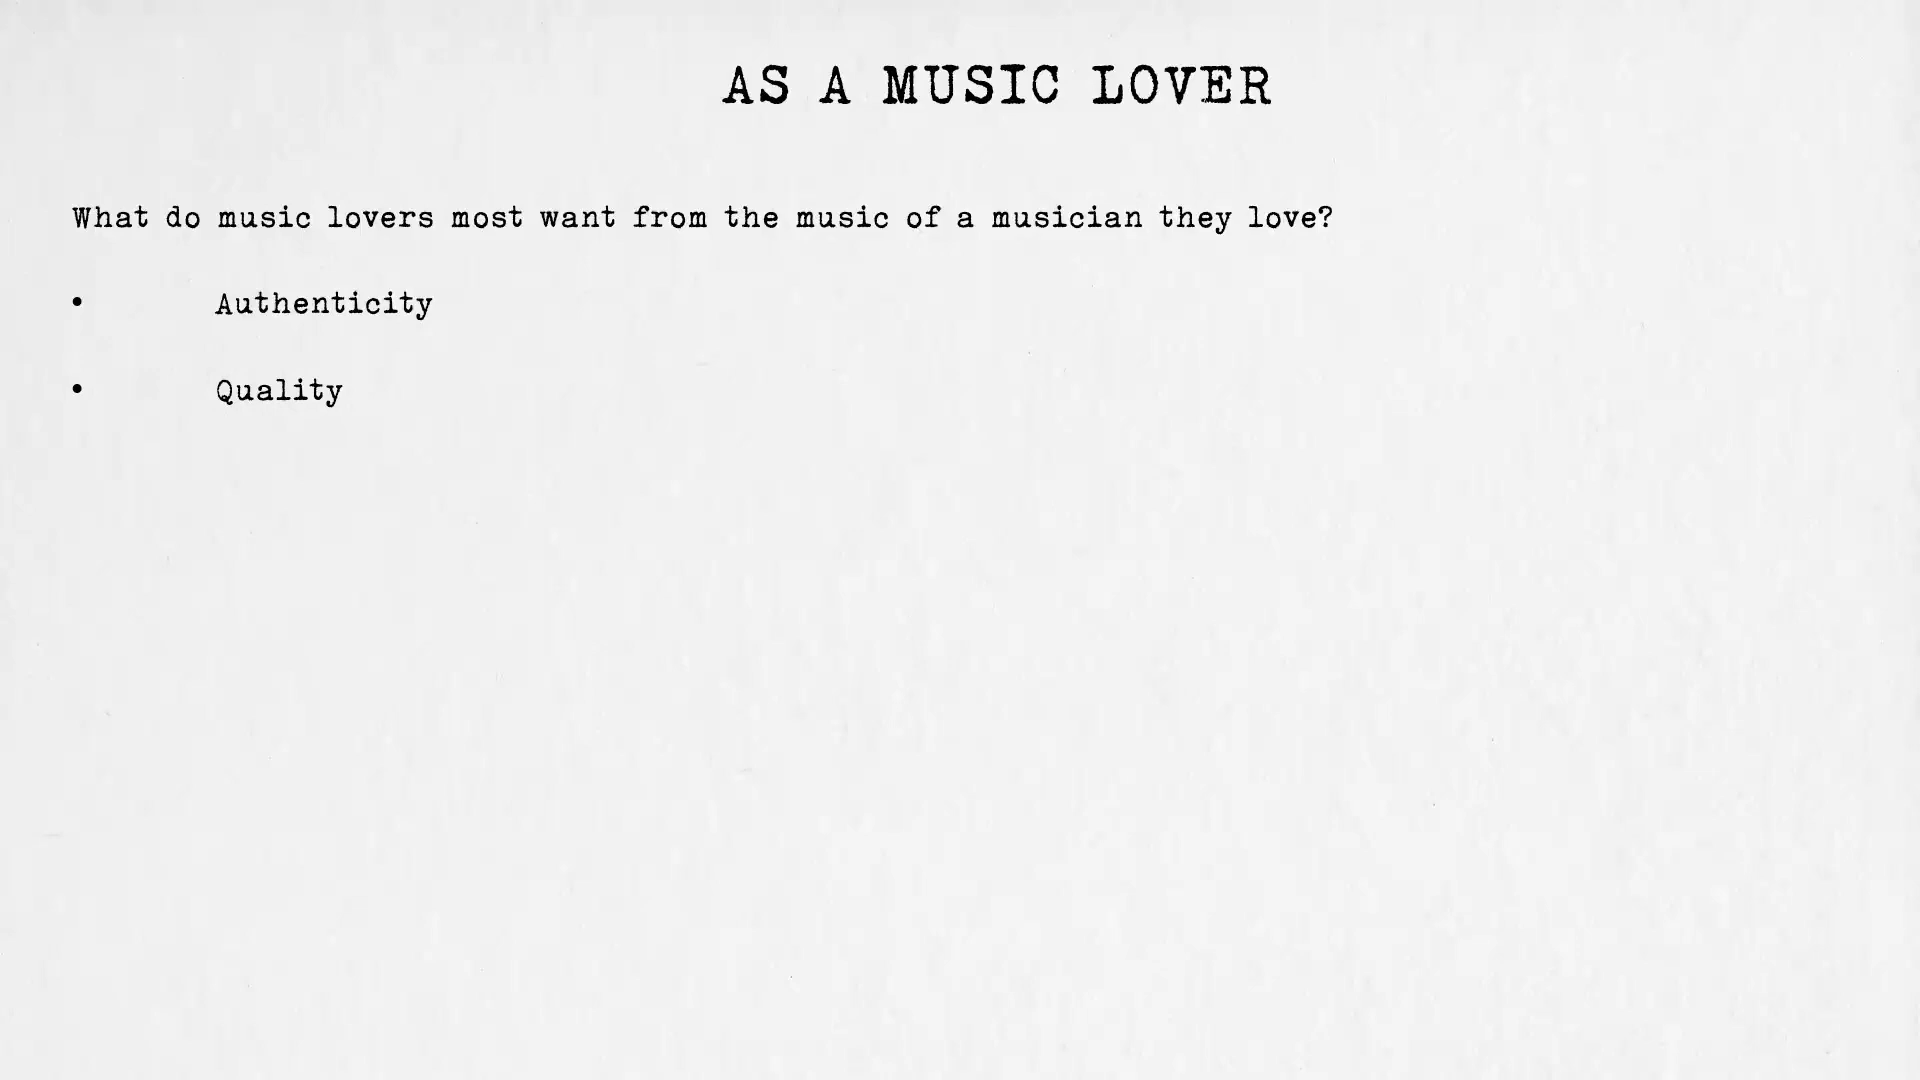 AS A MUSIC LOVER
What do music lovers most want from the music of a musician they love?
• Authenticity
• Quality